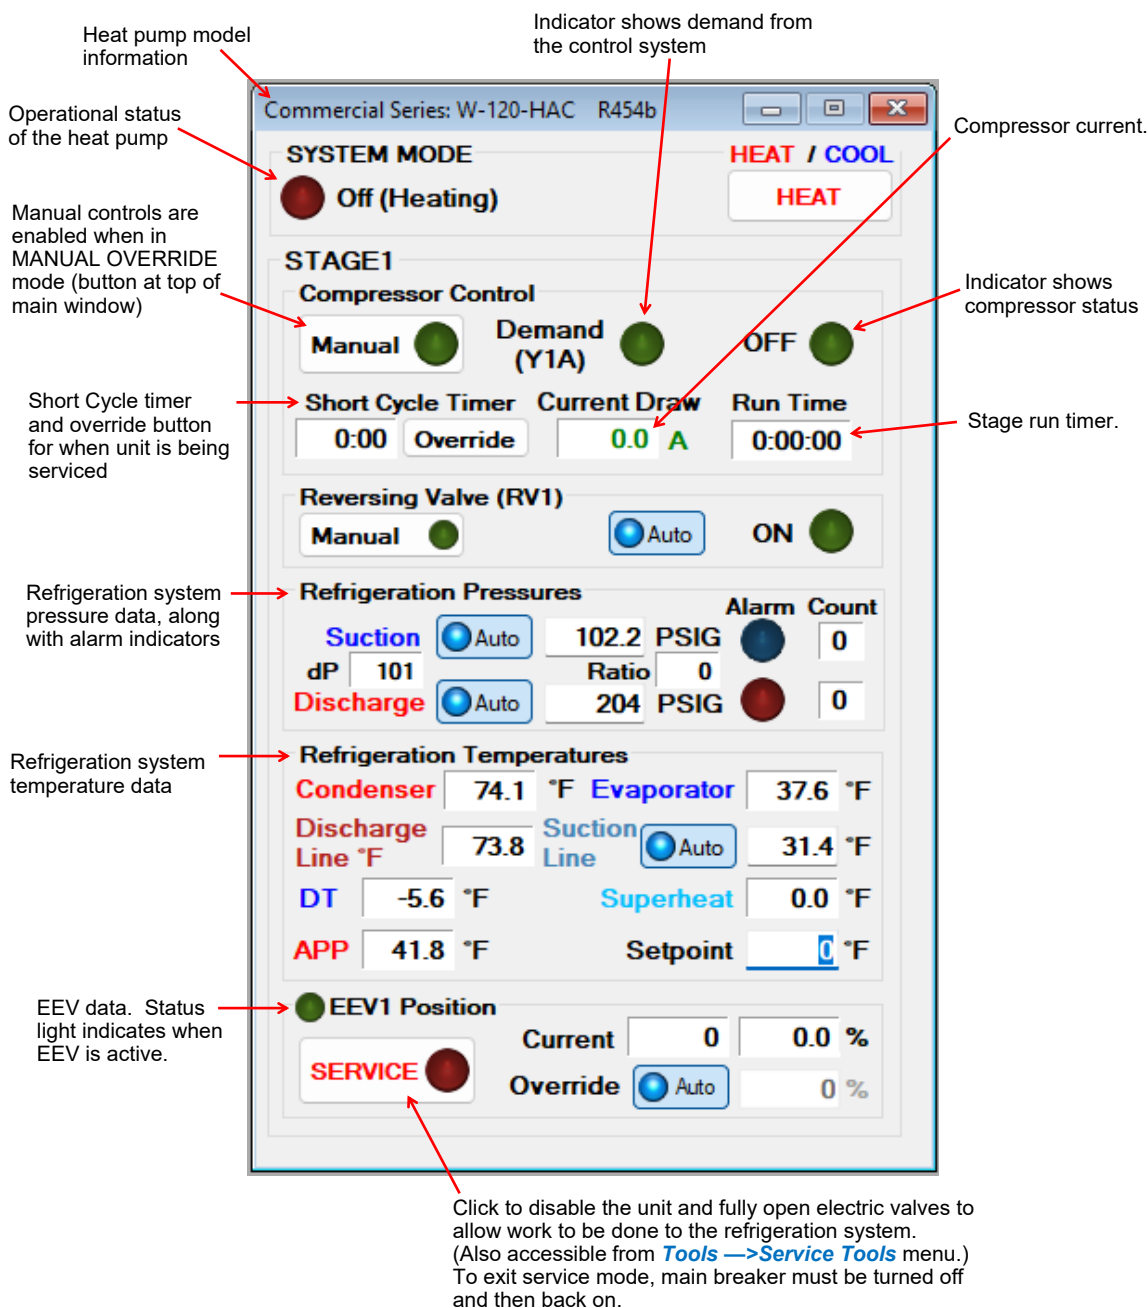 Heat pump model
information
Indicator shows demand from
the control system
Operational status
of the heat pump
Commercial Series: W-120-HAC R454b
Compressor current.
SYSTEM MODE
HEAT / COOL
Off (Heating)
HEAT
Manual controls are
enabled when in
MANUAL OVERRIDE
mode (button at top of
main window)
STAGE1
Compressor Control
Manual
Demand
(Y1A)
OFF
Indicator shows
compressor status
Short Cycle timer
and override button
for when unit is being
serviced
Short Cycle Timer Current Draw Run Time
0:00 Override 0.0 A 0:00:00
Stage run timer.
Reversing Valve (RV1)
Manual Auto ON
Refrigeration system
pressure data, along
with alarm indicators
Refrigeration Pressures
Alarm Count
Suction Auto 102.2 PSIG 0
dP 101 Ratio 0
Discharge Auto 204 PSIG 0
Refrigeration system
temperature data
Refrigeration Temperatures
Condenser 74.1 °F Evaporator 37.6 °F
Discharge
Line °F 73.8
Suction
Line Auto 31.4 °F
DT -5.6 °F Superheat 0.0 °F
APP 41.8 °F Setpoint 0 °F
EEV data. Status
light indicates when
EEV is active.
EEV1 Position
Current 0 0.0 %
SERVICE
Override Auto 0 %
Click to disable the unit and fully open electric valves to
allow work to be done to the refrigeration system.
(Also accessible from Tools —>Service Tools menu.)
To exit service mode, main breaker must be turned off
and then back on.